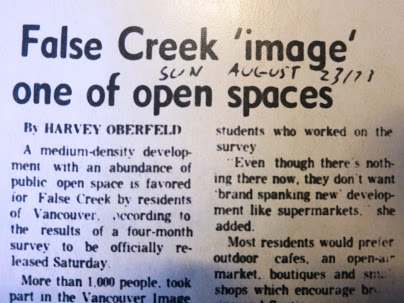 False Creek 'image'
SUN AUGUST 23/73
one of open spaces
By HARVEY OBERFELD
A medium-density develop-
ment with an abundance of
public open space is favored
for False Creek by residents
of Vancouver, according to
the results of a four-month
survey to be officially re-
leased Saturday.
More than 1,000 people, took
part in the Vancouver Image
students who worked on the
survey
"Even though there's noth-
ing there now, they don't want
'brand spanking new' develop-
ment like supermarkets," she
added.
Most residents would prefer
outdoor cafes, an open-air
market, boutiques and small
shops which encourage